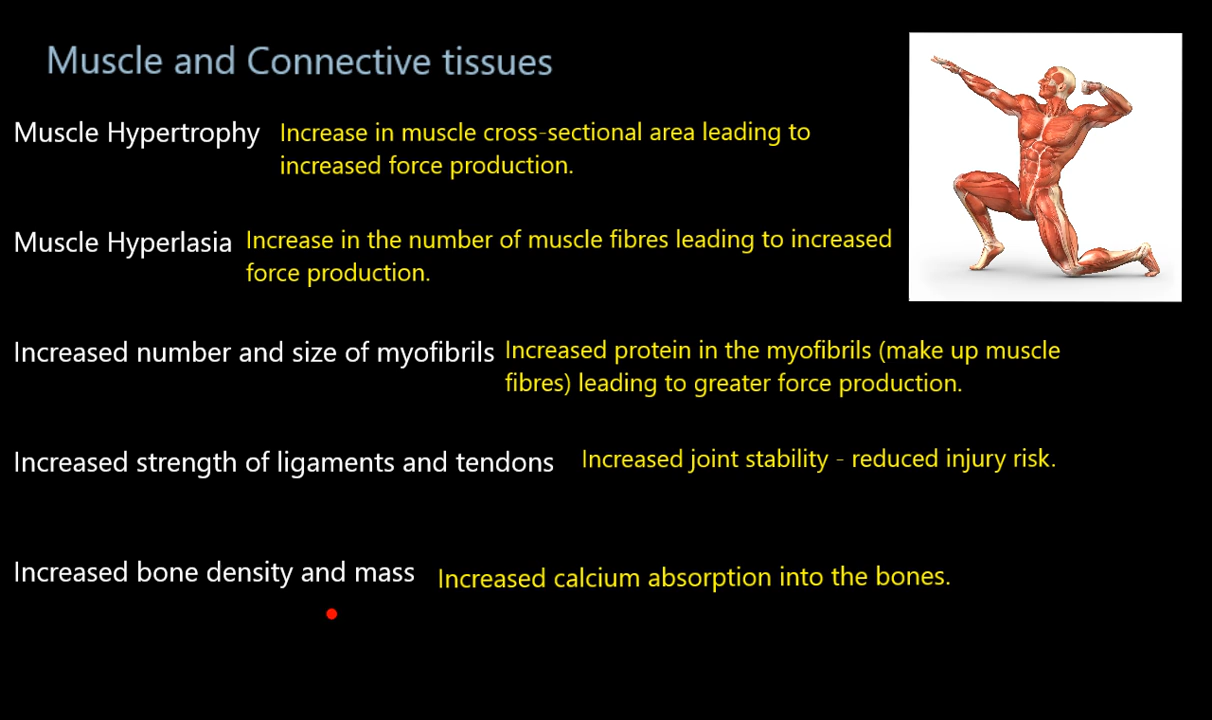 Muscle and Connective tissues
Muscle Hypertrophy Increase in muscle cross-sectional area leading to
increased force production.
Muscle Hyperlasia Increase in the number of muscle fibres leading to increased
force production.
Increased number and size of myofibrils Increased protein in the myofibrils (make up muscle
fibres) leading to greater force production.
Increased strength of ligaments and tendons Increased joint stability - reduced injury risk.
Increased bone density and mass Increased calcium absorption into the bones.